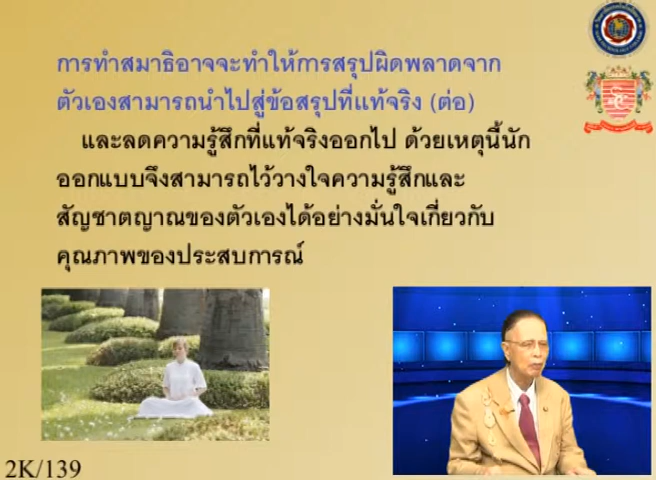 การทำสมาธิอาจจะทำให้การสรุปผิดพลาดจาก
ตัวเองสามารถนำไปสู่ข้อสรุปที่แท้จริง (ต่อ)
และลดความรู้สึกที่แท้จริงออกไป ด้วยเหตุนี้นัก
ออกแบบจึงสามารถไว้วางใจความรู้สึกและ
สัญชาตญาณของตัวเองได้อย่างมั่นใจเกี่ยวกับ
คุณภาพของประสบการณ์
2K/139